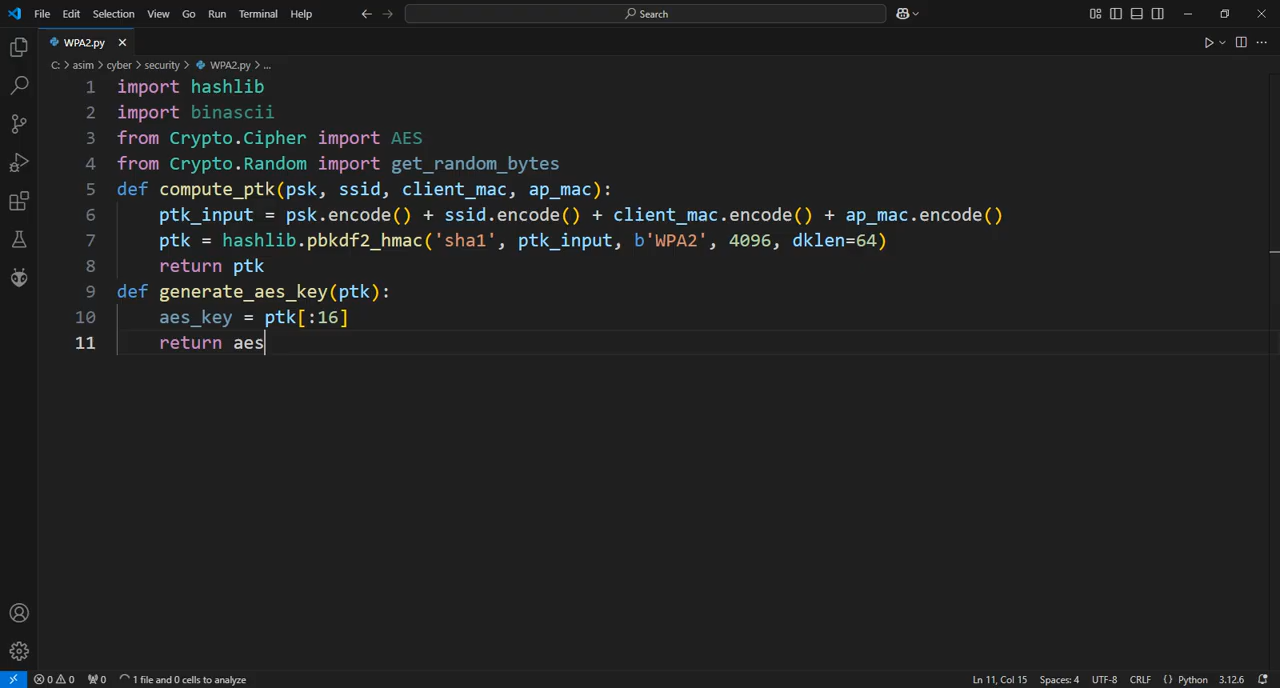 File Edit Selection View Go Run Terminal Help Search
WPA2.py
C: > asim > cyber > security > WPA2.py > ...
1 import hashlib
2 import binascii
3 from Crypto.Cipher import AES
4 from Crypto.Random import get_random_bytes
5 def compute_ptk(psk, ssid, client_mac, ap_mac):
6 ptk_input = psk.encode() + ssid.encode() + client_mac.encode() + ap_mac.encode()
7 ptk = hashlib.pbkdf2_hmac('sha1', ptk_input, b'WPA2', 4096, dklen=64)
8 return ptk
9 def generate_aes_key(ptk):
10 aes_key = ptk[:16]
11 return aes
0 0 0 1 file and 0 cells to analyze Ln 11, Col 15 Spaces: 4 UTF-8 CRLF {} Python 3.12.6